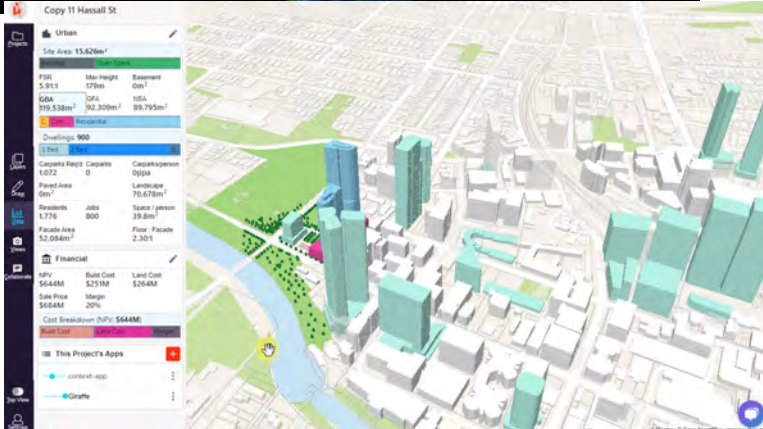 Copy 11 Hassall St
Projects
Urban
Site Area: 15,626m²
Building Open Space
FSR Max Height Basement
5.91:1 179m 0m²
GBA GFA NSA
119,538m² 92,309m² 89,795m²
C. Com Residential
Dwellings: 900
1 Bed 2 Bed
Carparks Req'd Carparks Carparks/person
1,072 0 0ppa
Paved Area Landscape
0m² 70,678m²
Residents Jobs Space / person
1,776 800 39.8m²
Facade Area Floor : Facade
52,084m² 2.30:1
Layers
Draw
Data
Views
Collaborate
Financial
NPV Build Cost Land Cost
$644M $251M $264M
Sale Price Margin
$684M 20%
Cost Breakdown (NPV: $644M)
Build Cost Land Cost Margin
This Project's Apps
context-app
Giraffe
Top View